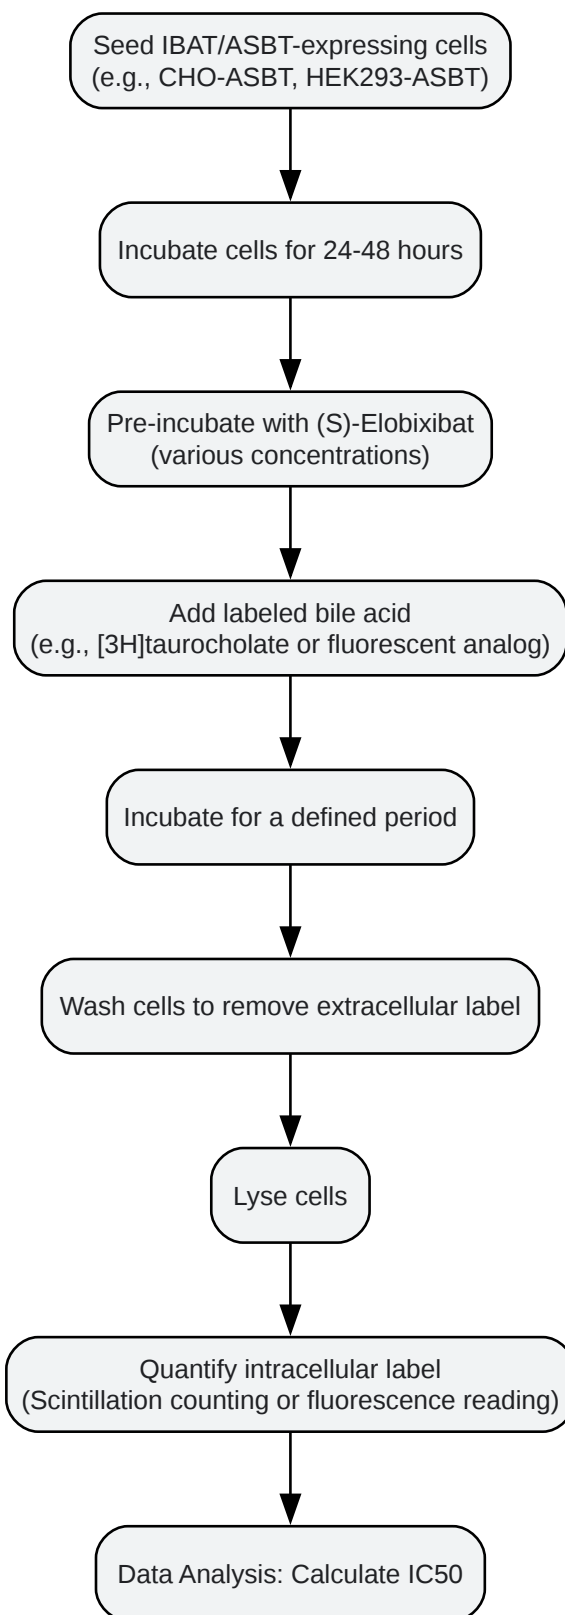 Seed IBAT/ASBT-expressing cells
(e.g., CHO-ASBT, HEK293-ASBT)
Incubate cells for 24-48 hours
Pre-incubate with (S)-Elobixibat
(various concentrations)
Add labeled bile acid
(e.g., [3H]taurocholate or fluorescent analog)
Incubate for a defined period
Wash cells to remove extracellular label
Lyse cells
Quantify intracellular label
(Scintillation counting or fluorescence reading)
Data Analysis: Calculate IC50